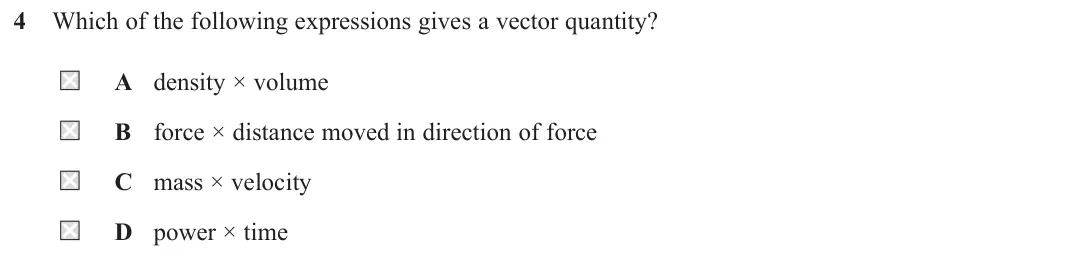 4 Which of the following expressions gives a vector quantity?
A density × volume
B force × distance moved in direction of force
C mass × velocity
D power × time